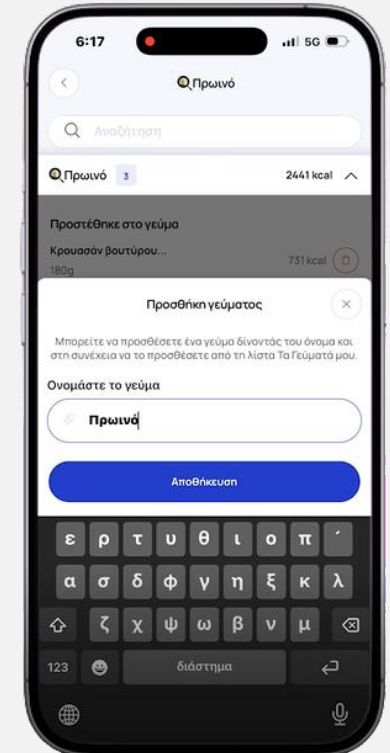 6:17
5G
Πρωινό
Αναζήτηση
Πρωινό 3 2441 kcal
Προστέθηκε στο γεύμα
Κρουασάν βουτύρου...
731 kcal
180g
Προσθήκη γεύματος
Μπορείτε να προσθέσετε ένα γεύμα δίνοντάς του όνομα και
στη συνέχεια να το προσθέσετε από τη λίστα Τα Γεύματά μου.
Ονομάστε το γεύμα
Πρωινό
Αποθήκευση
ε ρ τ υ θ ι ο π ΄
α σ δ φ γ η ξ κ λ
ζ χ ψ ω β ν μ
123 διάστημα